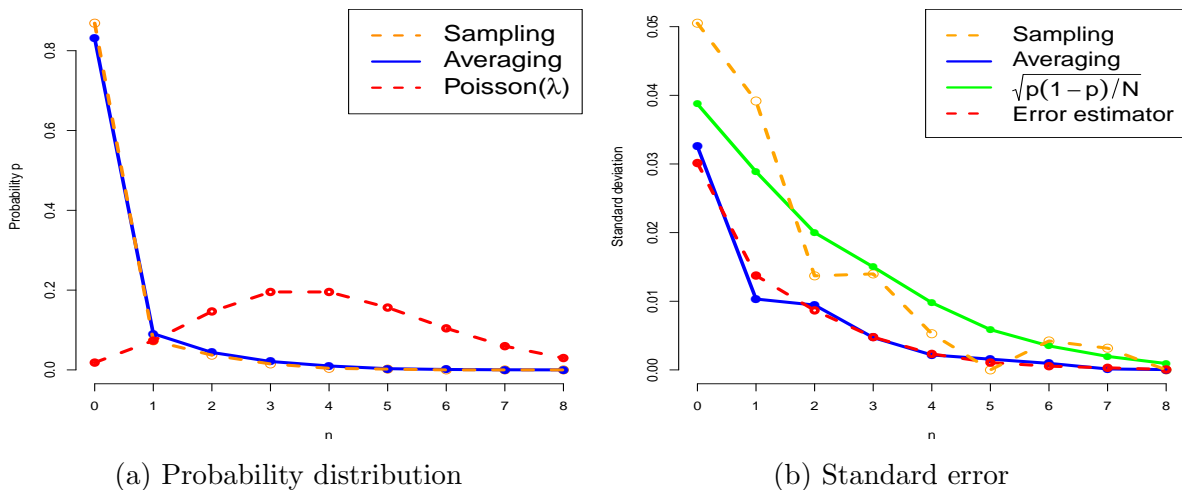 Sampling
Averaging
Poisson(λ)
Probability p
0.8
0.6
0.4
0.2
0.0
0 1 2 3 4 5 6 7 8
n
(a) Probability distribution
Sampling
Averaging
√p(1−p)/N
Error estimator
Standard deviation
0.05
0.04
0.03
0.02
0.01
0.00
0 1 2 3 4 5 6 7 8
n
(b) Standard error